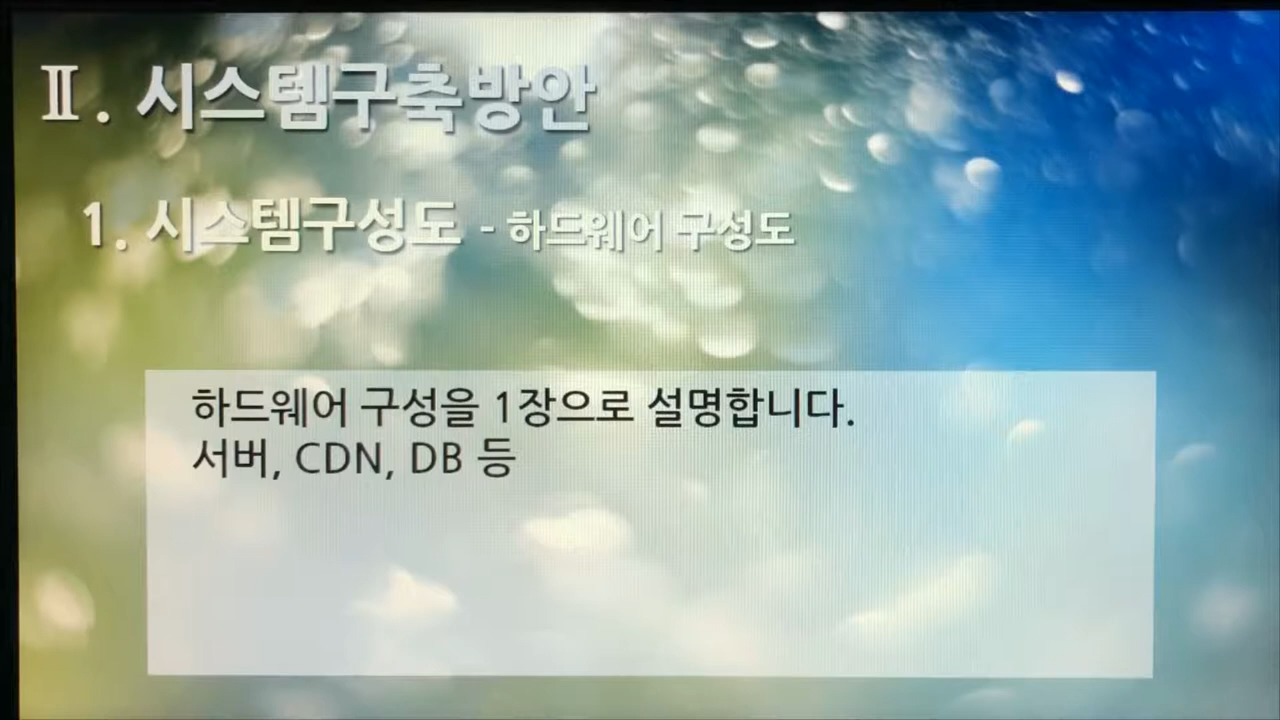 Ⅱ. 시스템구축방안
1. 시스템구성도 - 하드웨어 구성도
하드웨어 구성을 1장으로 설명합니다.
서버, CDN, DB 등